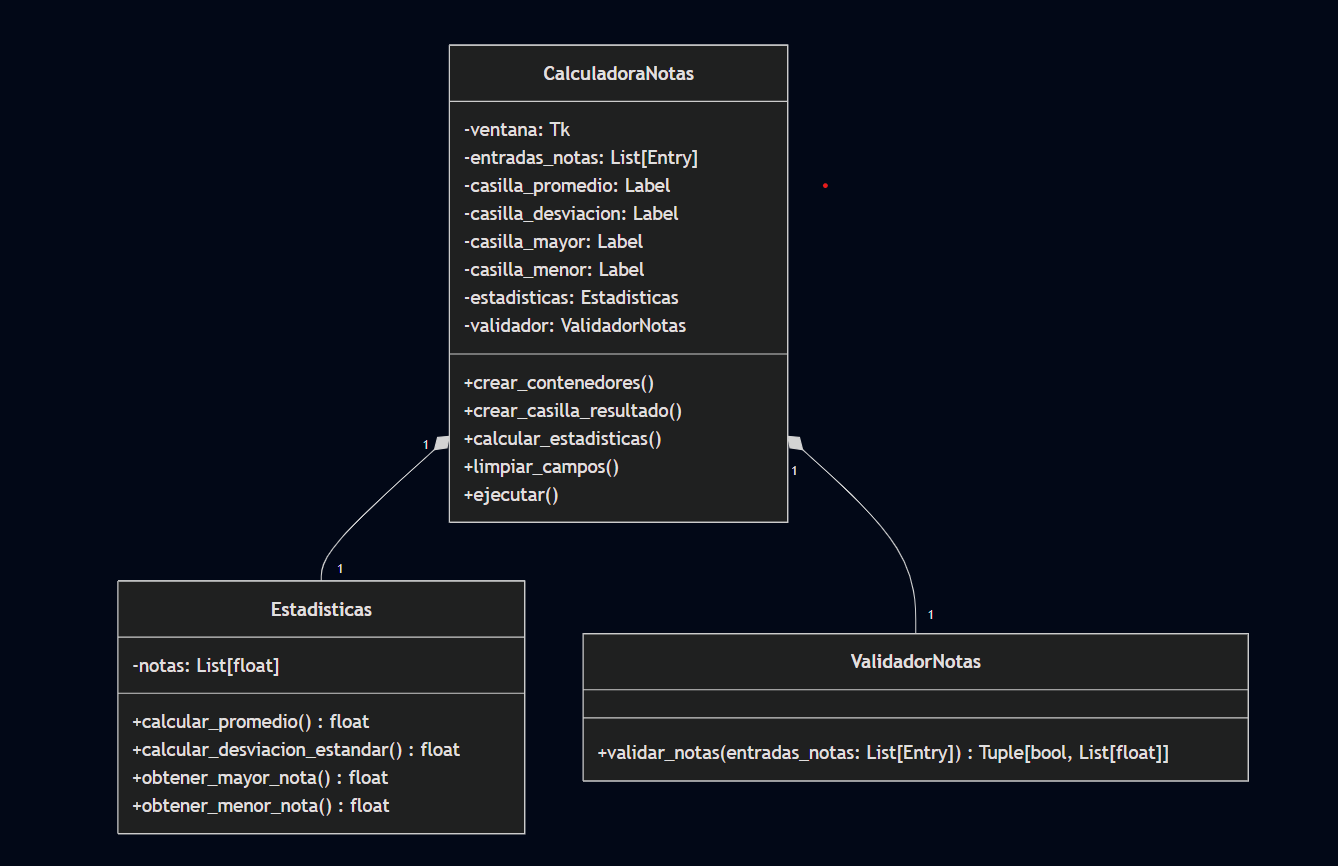 CalculadoraNotas
-ventana: Tk
-entradas_notas: List[Entry]
-casilla_promedio: Label
-casilla_desviacion: Label
-casilla_mayor: Label
-casilla_menor: Label
-estadisticas: Estadisticas
-validador: ValidadorNotas
+crear_contenedores()
+crear_casilla_resultado()
+calcular_estadisticas()
+limpiar_campos()
+ejecutar()
1
1
1
1
Estadisticas
-notas: List[float]
+calcular_promedio() : float
+calcular_desviacion_estandar() : float
+obtener_mayor_nota() : float
+obtener_menor_nota() : float
ValidadorNotas
+validar_notas(entradas_notas: List[Entry]) : Tuple[bool, List[float]]